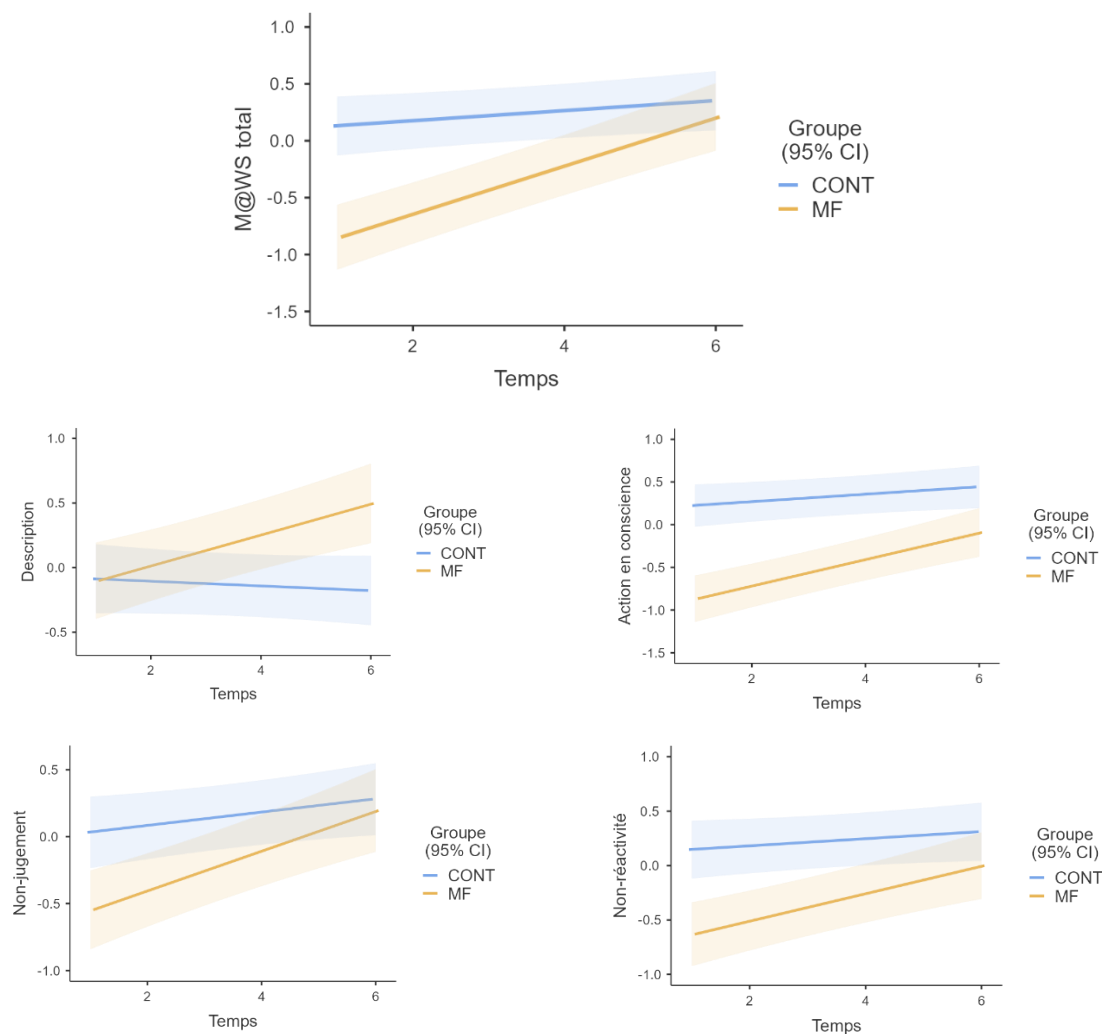 M@WS total
1.0
0.5
0.0
-0.5
-1.0
-1.5
2
4
6
Temps
Groupe
(95% CI)
CONT
MF
Description
1.0
0.5
0.0
-0.5
2
4
6
Temps
Groupe
(95% CI)
CONT
MF
Action en conscience
1.0
0.5
0.0
-0.5
-1.0
-1.5
2
4
6
Temps
Groupe
(95% CI)
CONT
MF
Non-jugement
0.5
0.0
-0.5
-1.0
2
4
6
Temps
Groupe
(95% CI)
CONT
MF
Non-réactivité
1.0
0.5
0.0
-0.5
-1.0
2
4
6
Temps
Groupe
(95% CI)
CONT
MF